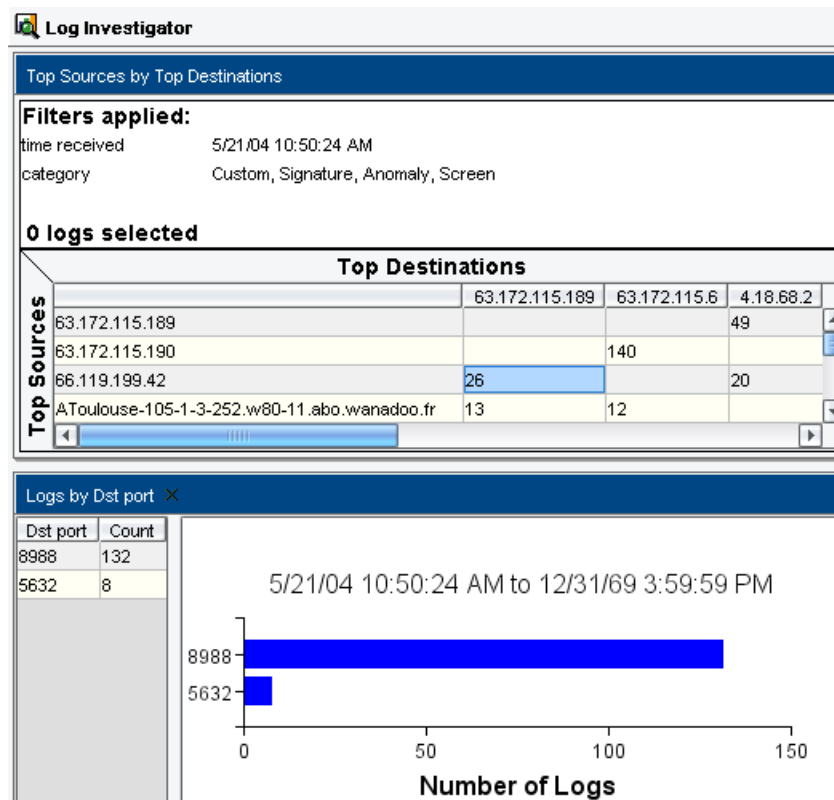 Log Investigator
Top Sources by Top Destinations
Filters applied:
time received 5/21/04 10:50:24 AM
category Custom, Signature, Anomaly, Screen
0 logs selected
Top Destinations
Top Sources
63.172.115.189 63.172.115.6 4.18.68.2
63.172.115.189 49
63.172.115.190 140
66.119.199.42 26 20
AToulouse-105-1-3-252.w80-11.abo.wanadoo.fr 13 12
Logs by Dst port
Dst port Count
8988 132
5632 8
5/21/04 10:50:24 AM to 12/31/69 3:59:59 PM
8988
5632
0 50 100 150
Number of Logs